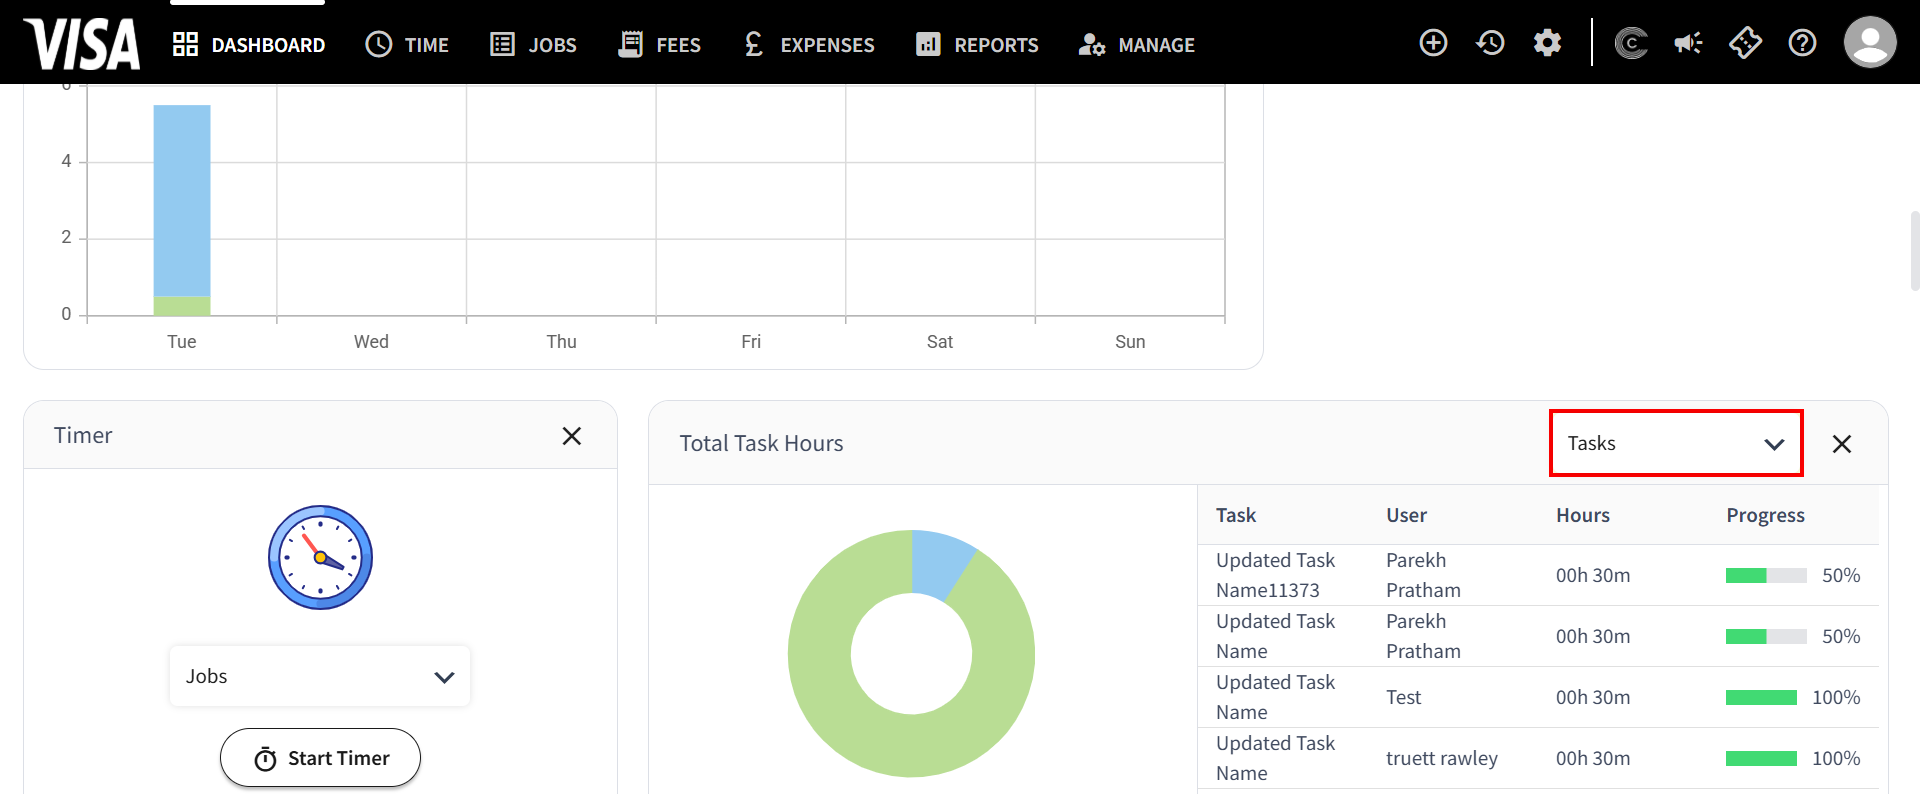 VISA DASHBOARD TIME JOBS FEES £ EXPENSES REPORTS MANAGE
6
4
2
0
Tue Wed Thu Fri Sat Sun
Timer
Jobs
Start Timer
Total Task Hours
Tasks
Task User Hours Progress
Updated Task Name11373 Parekh Pratham 00h 30m 50%
Updated Task Name Parekh Pratham 00h 30m 50%
Updated Task Name Test 00h 30m 100%
Updated Task Name truett rawley 00h 30m 100%